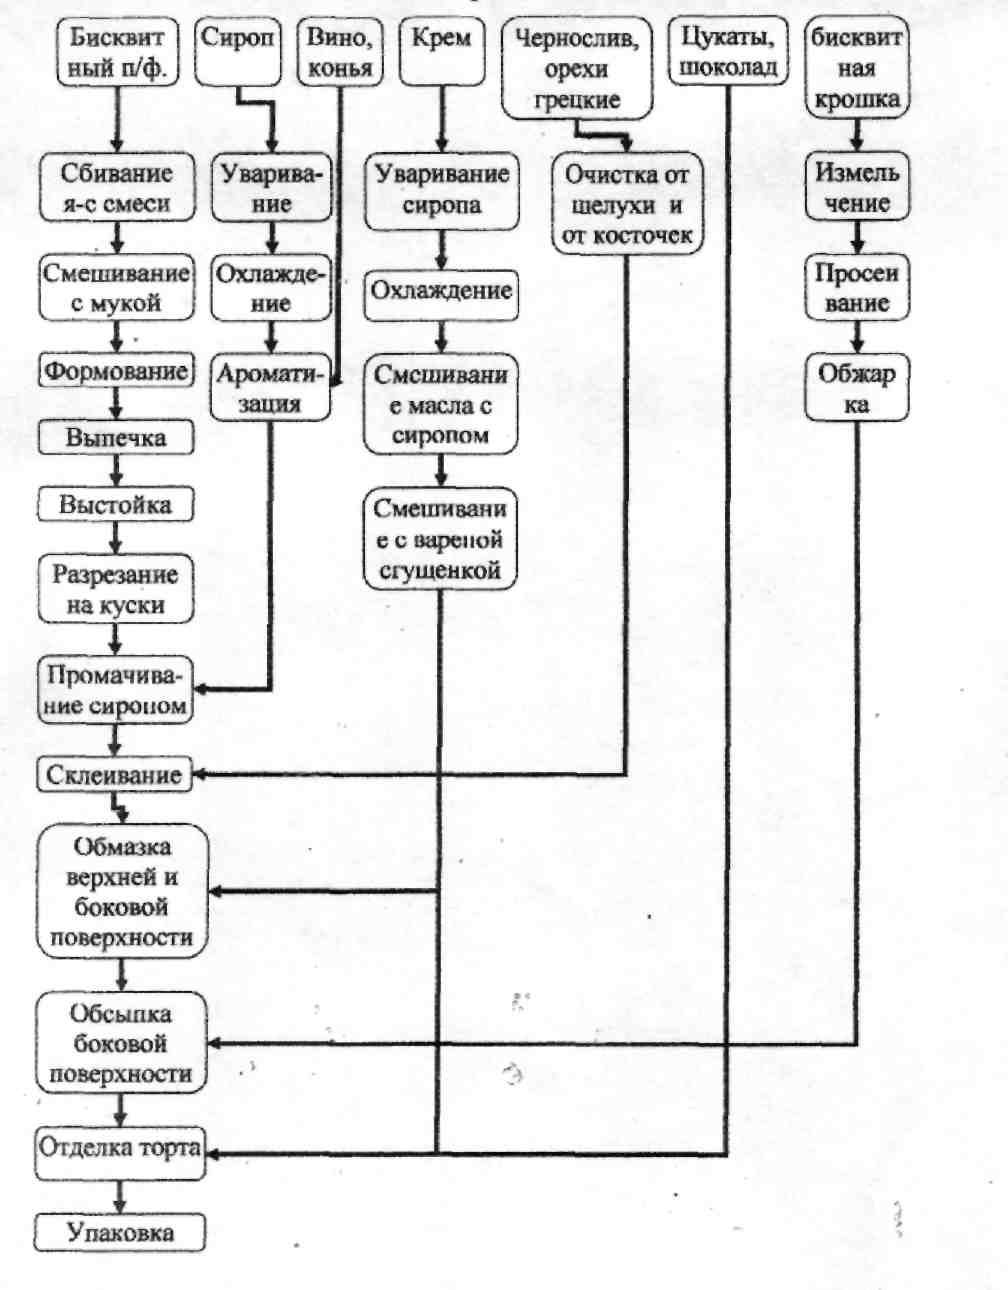 Бисквит
ный п/ф.
Сироп
Вино,
конья
Крем
Чернослив,
орехи
грецкие
Цукаты,
шоколад
бисквит
ная
крошка
Сбивание
я-с смеси
Уварива-
ние
Уваривание
сиропа
Очистка от
шелухи и
от косточек
Измель
чение
Смешивание
с мукой
Охлажде-
ние
Охлаждение
Просеи
вание
Формование
Аромати-
зация
Смешивани
е масла с
сиропом
Обжар
ка
Выпечка
Выстойка
Смешивани
е с вареной
сгущенкой
Разрезание
на куски
Промачива-
ние сиропом
Склеивание
Обмазка
верхней и
боковой
поверхности
Обсыпка
боковой
поверхности
Отделка торта
Упаковка